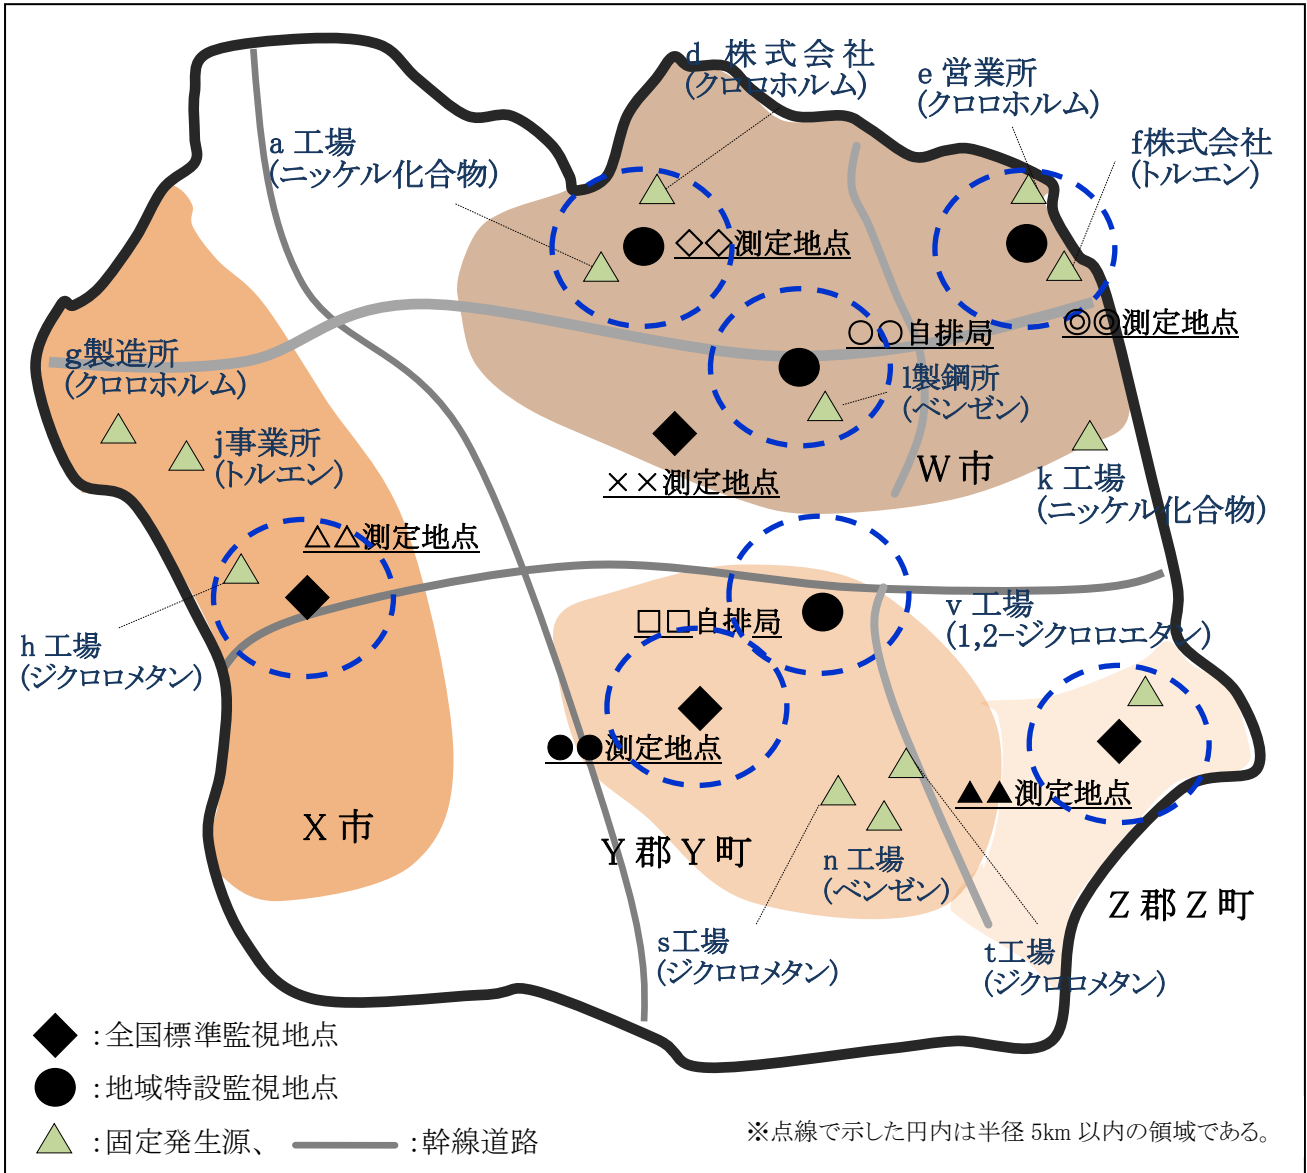 d 株式会社
(クロロホルム)
e 営業所
(クロロホルム)
a 工場
(ニッケル化合物)
f株式会社
(トルエン)
◇◇測定地点
◎◎測定地点
○○自排局
g製造所
(クロロホルム)
l製鋼所
(ベンゼン)
j事業所
(トルエン)
××測定地点
W 市
k 工場
(ニッケル化合物)
△△測定地点
h 工場
(ジクロロメタン)
□□自排局
v 工場
(1,2-ジクロロエタン)
●●測定地点
▲▲測定地点
X 市
Y 郡 Y 町
n 工場
(ベンゼン)
Z 郡 Z 町
s工場
(ジクロロメタン)
t工場
(ジクロロメタン)
:全国標準監視地点
:地域特設監視地点
:固定発生源、 :幹線道路
※点線で示した円内は半径 5km 以内の領域である。